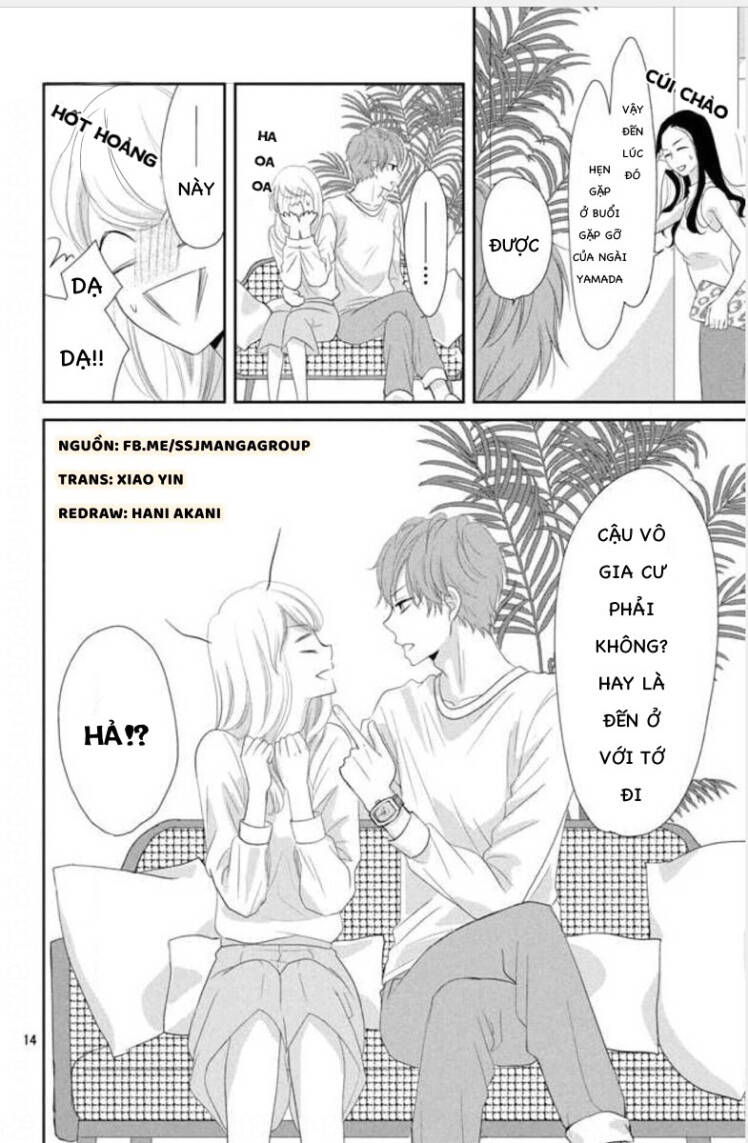 CÚI CHÀO
VẬY
ĐẾN
LÚC
ĐÓ
HẸN
GẶP
Ở BUỔI
GẶP GỠ
CỦA NGÀI
YAMADA
ĐƯỢC
HA
OA
OA
...
HỐT HOẢNG
NÀY
DẠ
DẠ!!
NGUỒN: FB.ME/SSJMANGAGROUP
TRANS: XIAO YIN
REDRAW: HANI AKANI
CẬU VÔ
GIA CƯ
PHẢI
KHÔNG?
HAY LÀ
ĐẾN Ở
VỚI TỚ
ĐI
HẢ!?
14